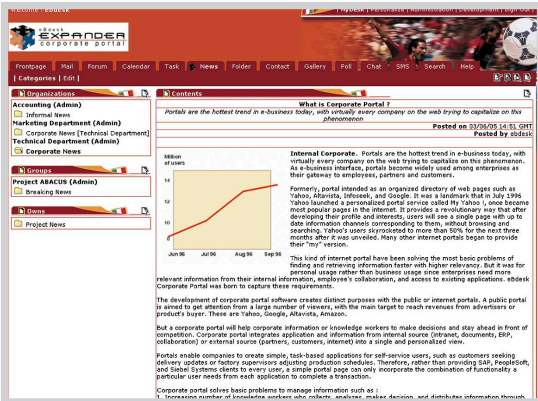 Welcome : EBdesk
| MyDesk | Personalize | Administration | Development | Sign Out |
eBdesk
EXPANDER
corporate portal
Frontpage Mail Forum Calendar Task News Folder Contact Gallery Poll Chat SMS Search Help
| Categories | Edit |
Organizations
Accounting (Admin)
Informal News
Marketing Department (Admin)
Corporate News [Technical Department]
Technical Department (Admin)
Corporate News
Groups
Project ABACUS (Admin)
Breaking News
Owns
Project News
Contents
What is Corporate Portal ?
Portals are the hottest trend in e-business today, with virtually every company on the web trying to capitalize on this
phenomenon
Posted on 03/06/05 14:51 GMT
Posted by ebdesk
Million
of users
14
12
10
8
Jun 96 Jul 96 Aug 96 Sep 96
Internal Corporate. Portals are the hottest trend in e-business today, with
virtually every company on the web trying to capitalize on this phenomenon.
As e-business interface, portals become widely used among enterprises as
their gateway to employees, partners and customers.
Formerly, portal intended as an organized directory of web pages such as
Yahoo, Altavista, Infoseek, and Google. It was a landmark that in July 1996
Yahoo launched a personalized portal service called My Yahoo !, once became
most popular pages in the internet. It provides a revolutionary way that after
developing their profile and interests, users will see a single page with up to
date information channels corresponding to them, without browsing and
searching. Yahoo's users skyrocketed to more than 50% for the next three
months after it was unveiled. Many other internet portals began to provide
their "my" version.
This kind of internet portal have been solving the most basic problems of
finding and retrieving information faster with higher relevancy. But it was for
personal usage rather than business usage since enterprises need more
relevant information from their internal information, employee's collaboration, and access to existing applications. eBdesk
Corporate Portal was born to capture these requirements.
The development of corporate portal software creates distinct purposes with the public or internet portals. A public portal
is aimed to get attention from a large number of viewers, with the main target to reach revenues from advertisers or
product's buyer. These are Yahoo, Google, Altavista, Amazon.
But a corporate portal will help corporate information or knowledge workers to make decisions and stay ahead in front of
competition. Corporate portal integrates application and information from internal source (intranet, documents, ERP,
collaboration) or external source (partners, customers, internet) into a single and personalized view.
Portals enable companies to create simple, task-based applications for self-service users, such as customers seeking
delivery updates or factory supervisors adjusting production schedules. Therefore, rather than providing SAP, PeopleSoft,
and Siebel Systems clients to every user, a simple portal page can only incorporate the combination of functionality a
particular user needs from each application to complete a transaction.
Corporate portal solves basic problems to manage information such as :
1. Increasing number of knowledge workers who collects, analyzes, makes decision, and distributes information through